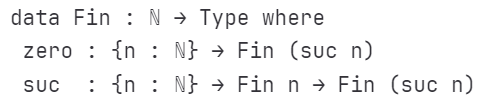 data Fin : ℕ → Type where
 zero : {n : ℕ} → Fin (suc n)
 suc  : {n : ℕ} → Fin n → Fin (suc n)